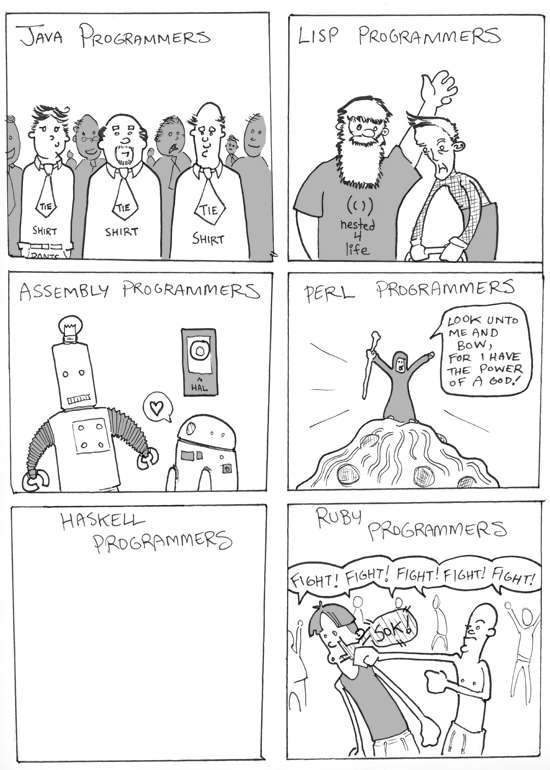 JAVA PROGRAMMERS
TIE
TIE
TIE
SHIRT
SHIRT
SHIRT
PANTS
LISP PROGRAMMERS
(())
nested
4
life
ASSEMBLY PROGRAMMERS
HAL
PERL PROGRAMMERS
LOOK UNTO
ME AND
BOW,
FOR I HAVE
THE POWER
OF A GOD!
HASKELL
PROGRAMMERS
RUBY
PROGRAMMERS
FIGHT! FIGHT! FIGHT! FIGHT! FIGHT!
SOK!